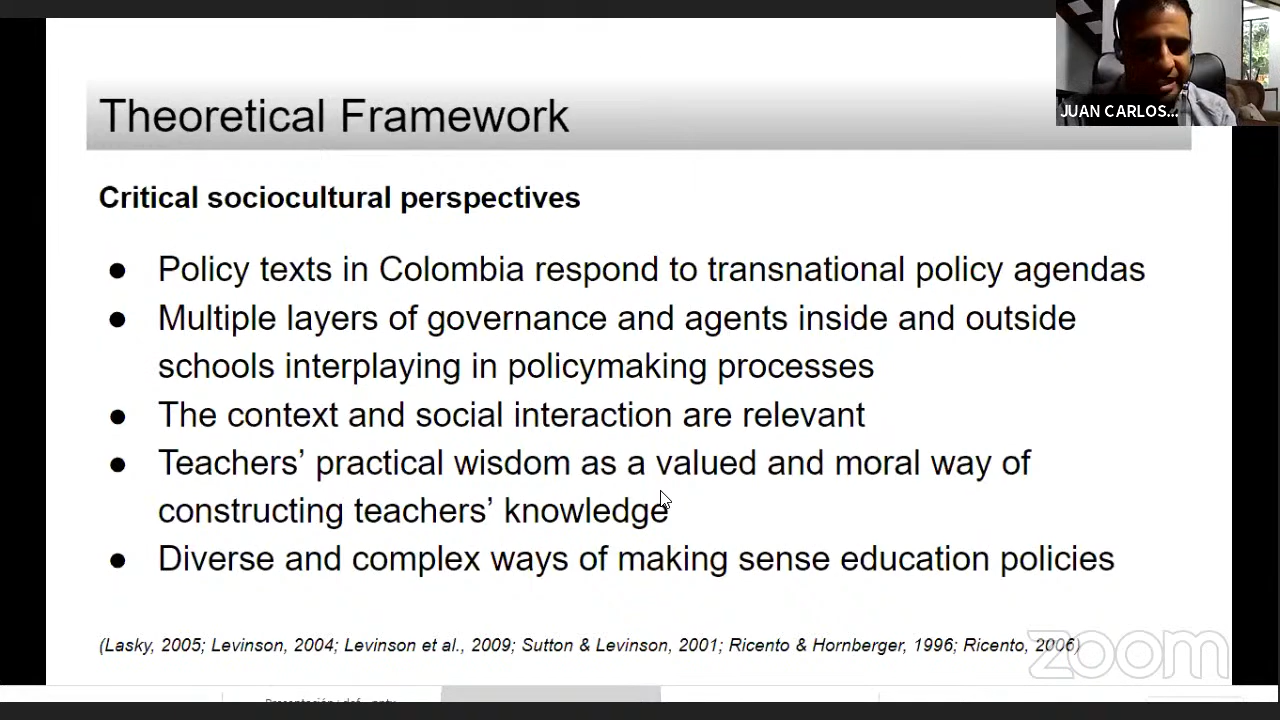 Theoretical Framework
JUAN CARLOS...
Critical sociocultural perspectives
● Policy texts in Colombia respond to transnational policy agendas
● Multiple layers of governance and agents inside and outside
schools interplaying in policymaking processes
● The context and social interaction are relevant
● Teachers’ practical wisdom as a valued and moral way of
constructing teachers’ knowledge
● Diverse and complex ways of making sense education policies
(Lasky, 2005; Levinson, 2004; Levinson et al., 2009; Sutton & Levinson, 2001; Ricento & Hornberger, 1996; Ricento, 2006)
zoom